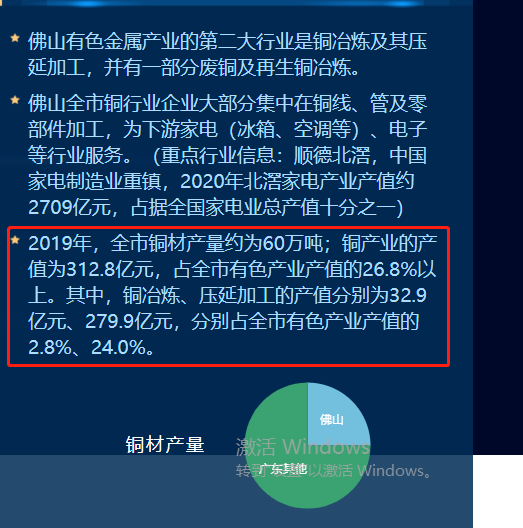 佛山有色金属产业的第二大行业是铜冶炼及其压
延加工，并有一部分废铜及再生铜冶炼。
佛山全市铜行业企业大部分集中在铜线、管及零
部件加工，为下游家电（冰箱、空调等）、电子
等行业服务。（重点行业信息：顺德北滘，中国
家电制造业重镇，2020年北滘家电产业产值约
2709亿元，占据全国家电业总产值十分之一）
2019年，全市铜材产量约为60万吨；铜产业的产
值为312.8亿元，占全市有色产业产值的26.8%以
上。其中，铜冶炼、压延加工的产值分别为32.9
亿元、279.9亿元，分别占全市有色产业产值的
2.8%、24.0%。
佛山
铜材产量
激活 Windows
广东其他
转到"设置"以激活 Windows。